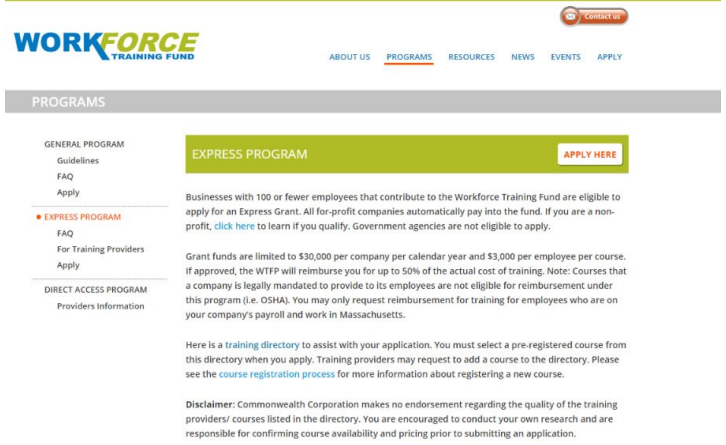 Contact us
WORKFORCE
TRAINING FUND
ABOUT US PROGRAMS RESOURCES NEWS EVENTS APPLY
PROGRAMS
GENERAL PROGRAM
Guidelines
FAQ
Apply
EXPRESS PROGRAM
FAQ
For Training Providers
Apply
DIRECT ACCESS PROGRAM
Providers Information
EXPRESS PROGRAM
APPLY HERE
Businesses with 100 or fewer employees that contribute to the Workforce Training Fund are eligible to
apply for an Express Grant. All for-profit companies automatically pay into the fund. If you are a non-
profit, click here to learn if you qualify. Government agencies are not eligible to apply.
Grant funds are limited to $30,000 per company per calendar year and $3,000 per employee per course.
If approved, the WTFP will reimburse you for up to 50% of the actual cost of training. Note: Courses that
a company is legally mandated to provide to its employees are not eligible for reimbursement under
this program (i.e. OSHA). You may only request reimbursement for training for employees who are on
your company's payroll and work in Massachusetts.
Here is a training directory to assist with your application. You must select a pre-registered course from
this directory when you apply. Training providers may request to add a course to the directory. Please
see the course registration process for more information about registering a new course.
Disclaimer: Commonwealth Corporation makes no endorsement regarding the quality of the training
providers/ courses listed in the directory. You are encouraged to conduct your own research and are
responsible for confirming course availability and pricing prior to submitting an application.